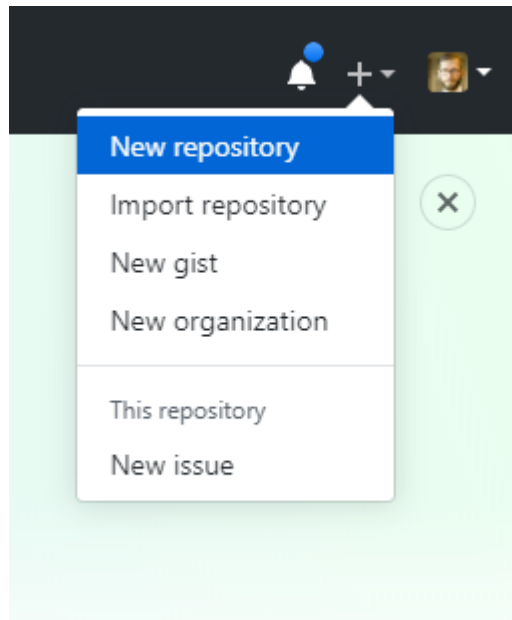 New repository
Import repository
New gist
New organization
This repository
New issue